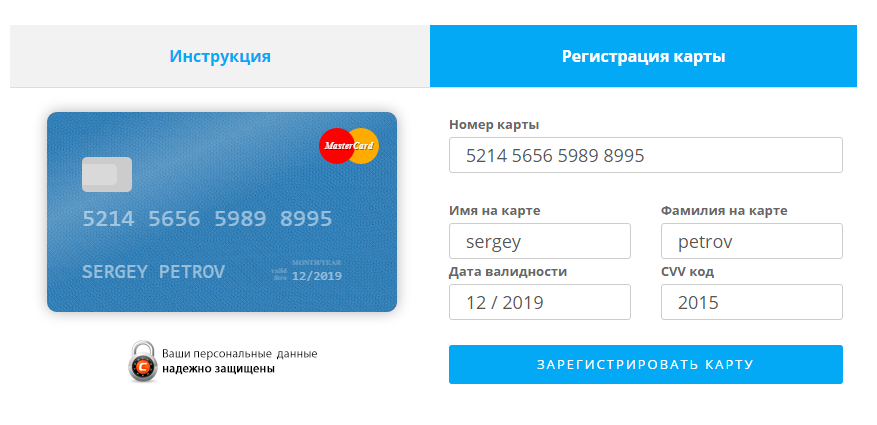 Инструкция
Регистрация карты
MasterCard
5214 5656 5989 8995
MONTH/YEAR
valid
thru
12/2019
SERGEY PETROV
Ваши персональные данные
надежно защищены
Номер карты
5214 5656 5989 8995
Имя на карте
Фамилия на карте
sergey
petrov
Дата валидности
CVV код
12 / 2019
2015
ЗАРЕГИСТРИРОВАТЬ КАРТУ